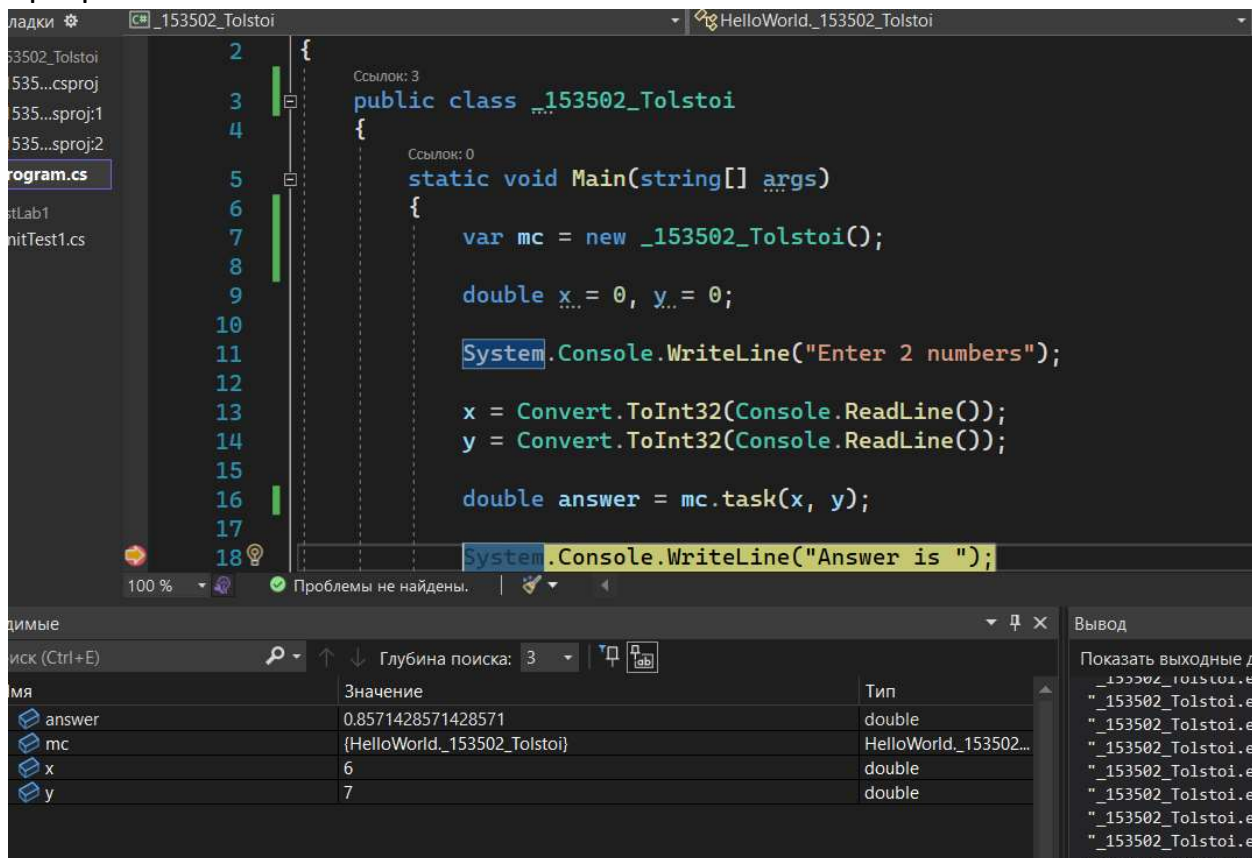 ладки
C# _153502_Tolstoi HelloWorld._153502_Tolstoi
53502_Tolstoi
1535...csproj
1535...sproj:1
1535...sproj:2
rogram.cs
stLab1
nitTest1.cs
2 {
Ссылок: 3
3 public class _153502_Tolstoi
4 {
Ссылок: 0
5 static void Main(string[] args)
6 {
7 var mc = new _153502_Tolstoi();
8
9 double x = 0, y = 0;
10
11 System.Console.WriteLine("Enter 2 numbers");
12
13 x = Convert.ToInt32(Console.ReadLine());
14 y = Convert.ToInt32(Console.ReadLine());
15
16 double answer = mc.task(x, y);
17
18 System.Console.WriteLine("Answer is ");
100 % Проблемы не найдены.
димые
иск (Ctrl+E) Глубина поиска: 3
Имя Значение Тип
answer 0.8571428571428571 double
mc {HelloWorld._153502_Tolstoi} HelloWorld._153502...
x 6 double
y 7 double
Вывод
Показать выходные д
"_153502_Tolstoi.e
"_153502_Tolstoi.e
"_153502_Tolstoi.e
"_153502_Tolstoi.e
"_153502_Tolstoi.e
"_153502_Tolstoi.e
"_153502_Tolstoi.e
"_153502_Tolstoi.e